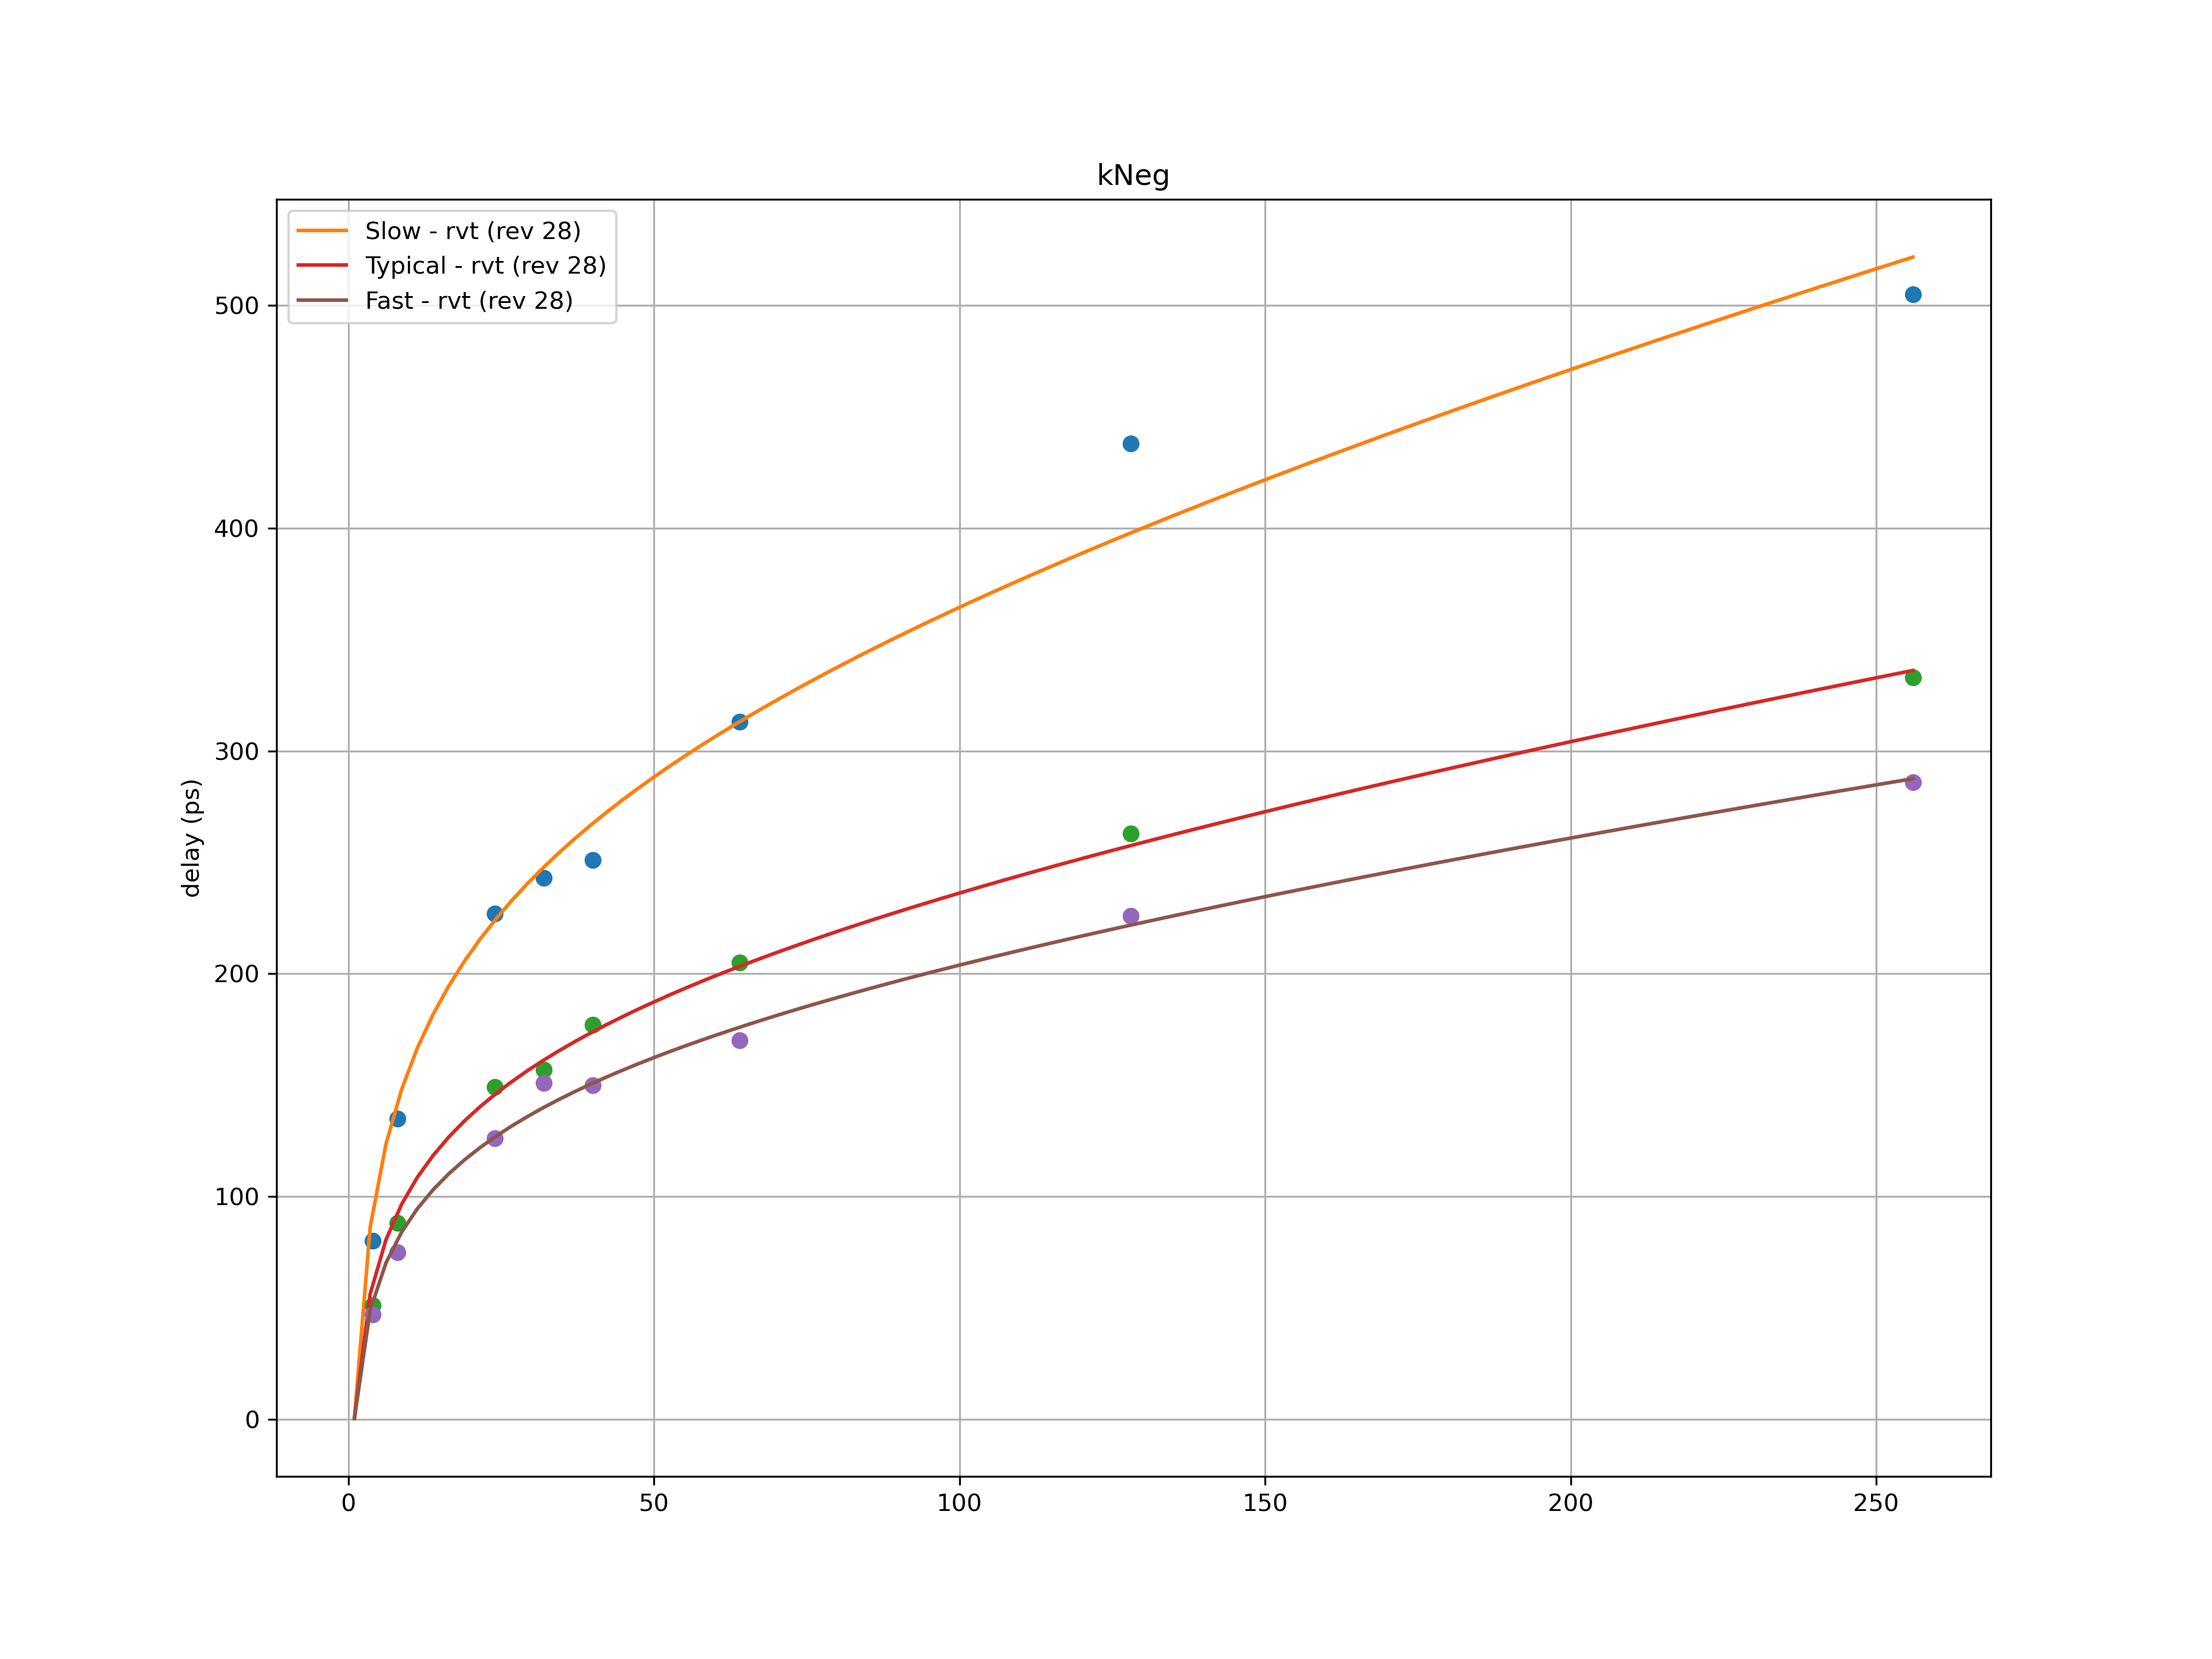 kNeg
Slow - rvt (rev 28)
Typical - rvt (rev 28)
Fast - rvt (rev 28)
500
400
300
200
100
0
delay (ps)
0 50 100 150 200 250